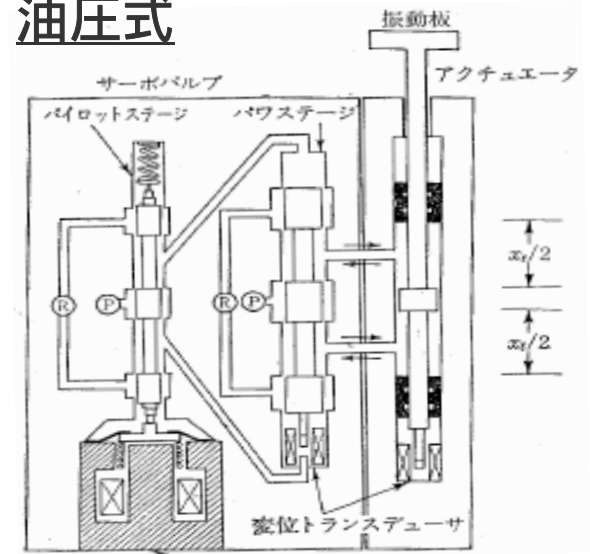 油圧式
振動板
アクチュエータ
サーボバルブ
パイロットステージ
パワステージ
R
P
R
P
xt/2
xt/2
変位トランスデューサ